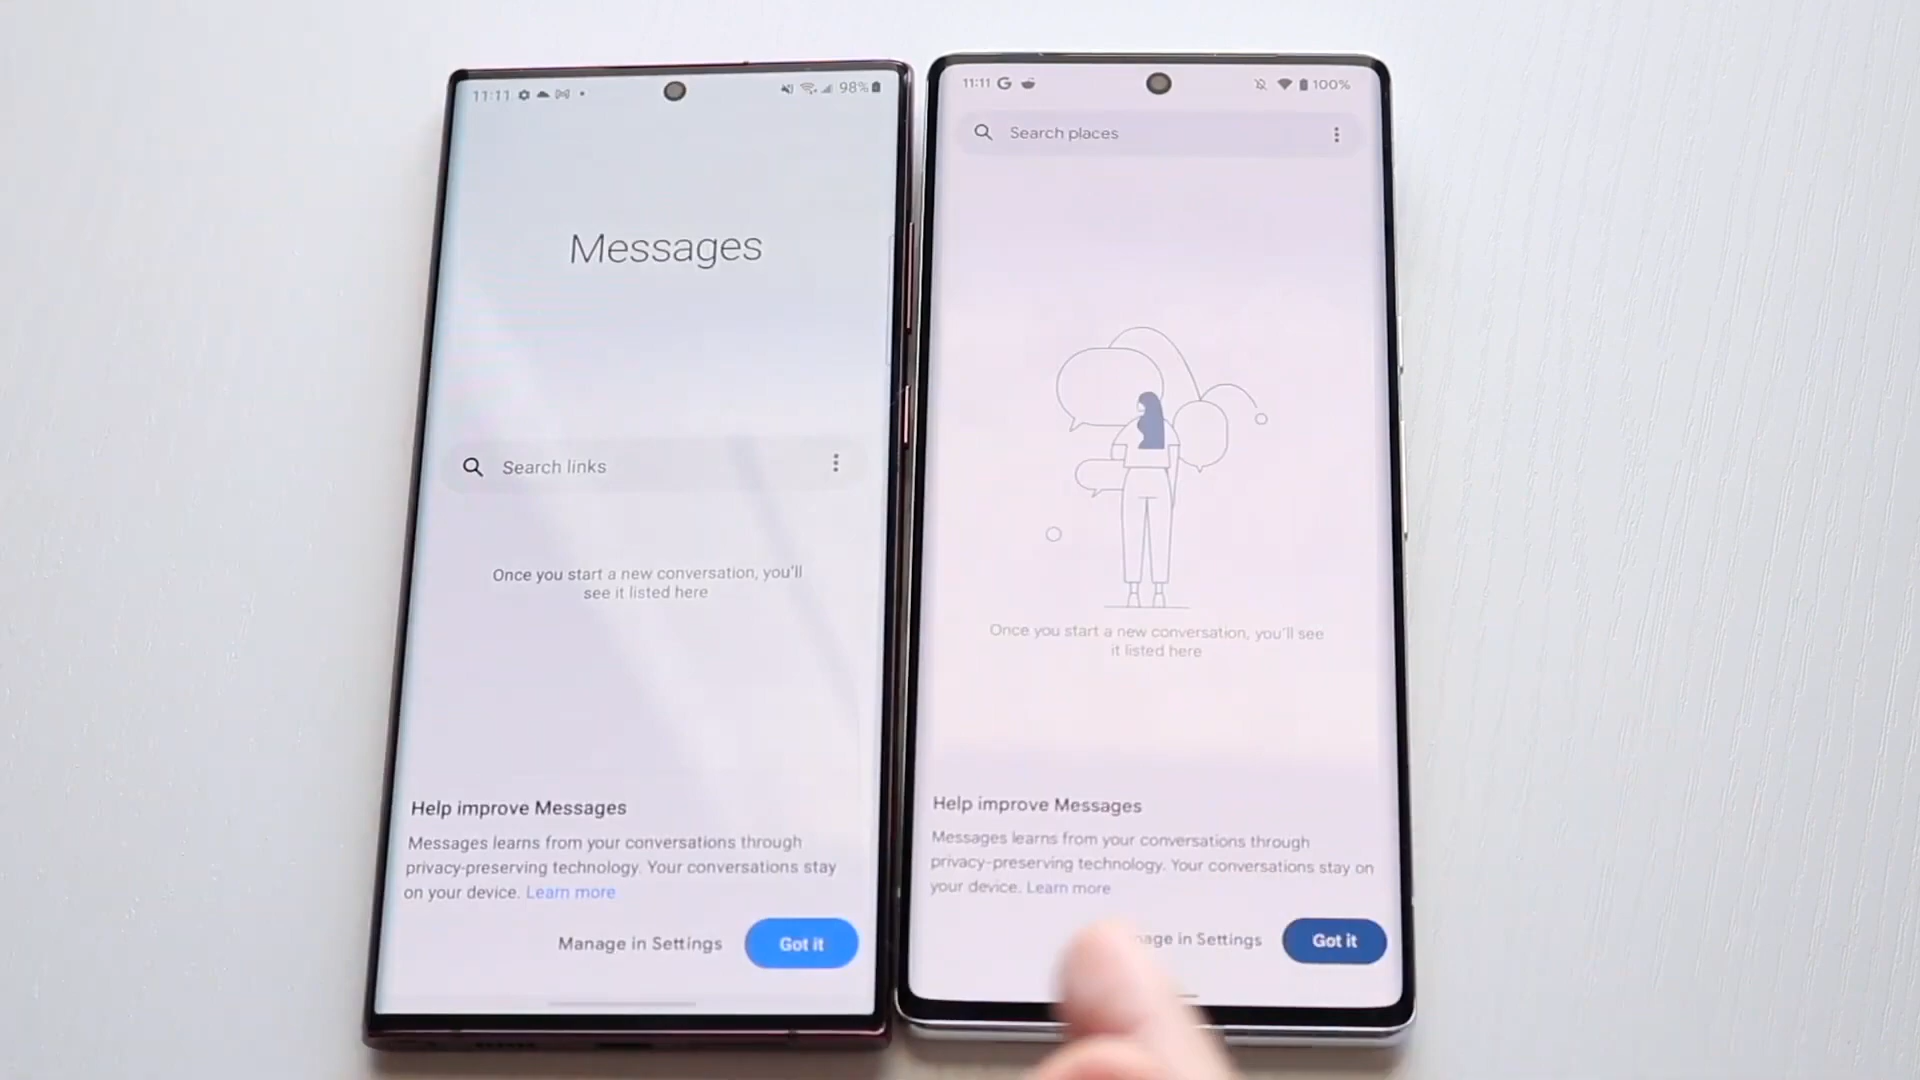 11:11
98%
Messages
Search links
Once you start a new conversation, you'll
see it listed here
Help improve Messages
Messages learns from your conversations through
privacy-preserving technology. Your conversations stay
on your device. Learn more
Manage in Settings
Got it
11:11 G
100%
Search places
Once you start a new conversation, you'll see
it listed here
Help improve Messages
Messages learns from your conversations through
privacy-preserving technology. Your conversations stay on
your device. Learn more
nage in Settings
Got it